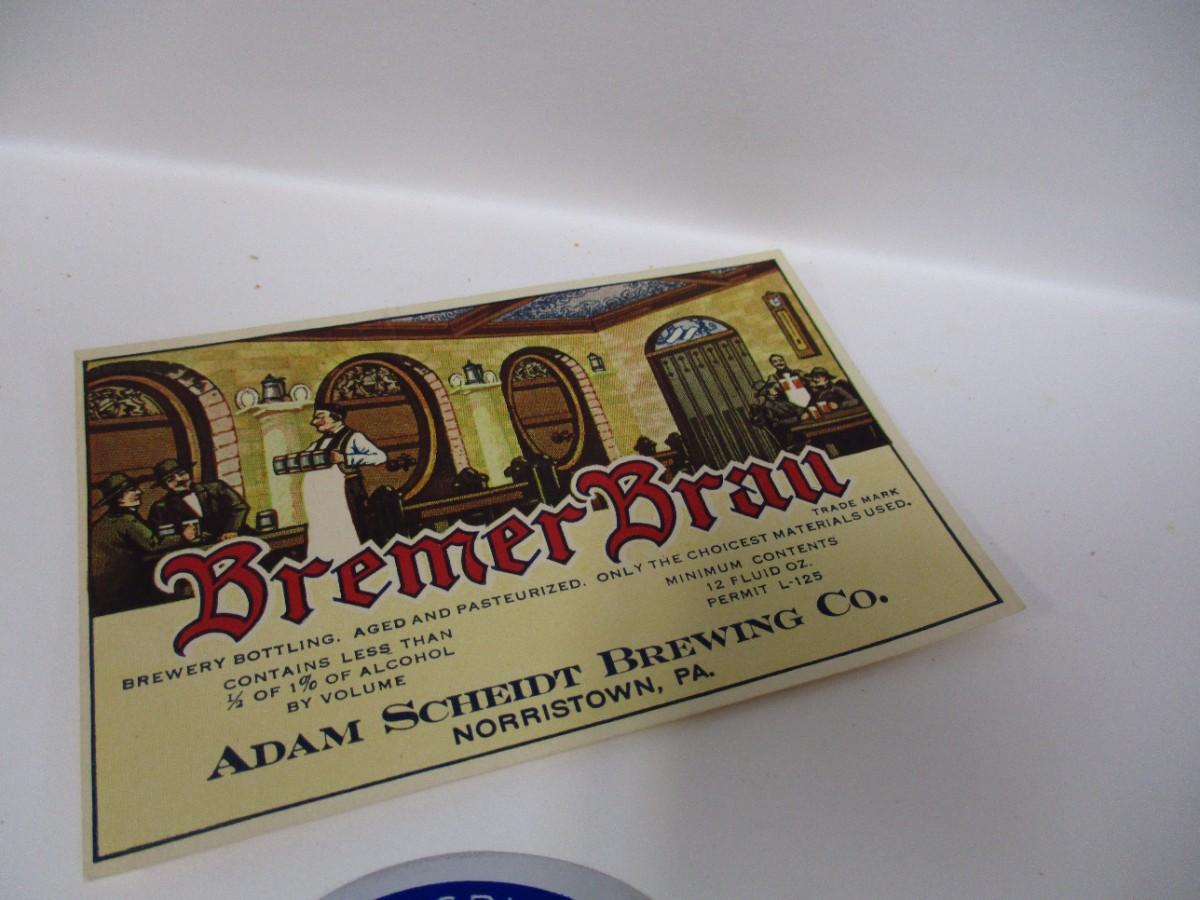 Bremer Brau
TRADE MARK
BREWERY BOTTLING. AGED AND PASTEURIZED. ONLY THE CHOICEST MATERIALS USED.
CONTAINS LESS THAN
½ OF 1% OF ALCOHOL
BY VOLUME
MINIMUM CONTENTS
12 FLUID OZ.
PERMIT L-125
ADAM SCHEIDT BREWING CO.
NORRISTOWN, PA.